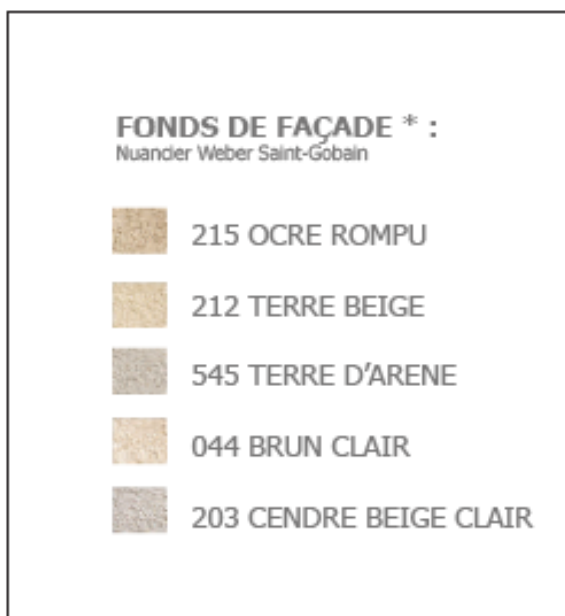 FONDS DE FAÇADE * :
Nuancier Weber Saint-Gobain
215 OCRE ROMPU
212 TERRE BEIGE
545 TERRE D'ARENE
044 BRUN CLAIR
203 CENDRE BEIGE CLAIR